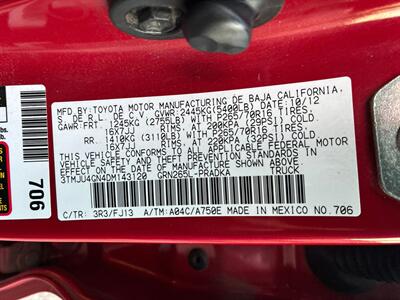 MFD.BY:TOYOTA MOTOR MANUFACTURING DE BAJA CALIFORNIA,
S. DE R.L. DE C.V. GVWR:2445KG(5400LB) DATE:10/12
GAWR:FRT. 1245KG (2755LB) WITH P265/70R16 TIRES,
16X7JJ RIMS, AT 200KPA (29PSI) COLD.
RR. 1410KG (3110LB) WITH P265/70R16 TIRES,
16X7JJ RIMS, AT 220KPA (32PSI) COLD.
THIS VEHICLE CONFORMS TO ALL APPLICABLE FEDERAL MOTOR
VEHICLE SAFETY AND THEFT PREVENTION STANDARDS IN
EFFECT ON THE DATE OF MANUFACTURE SHOWN ABOVE.
3TMJU4GN4DM143120 TRUCK
GRN265L-PRADKA
C/TR: 3R3/FJ13 A/TM:A04C/A750E MADE IN MEXICO NO.706
706